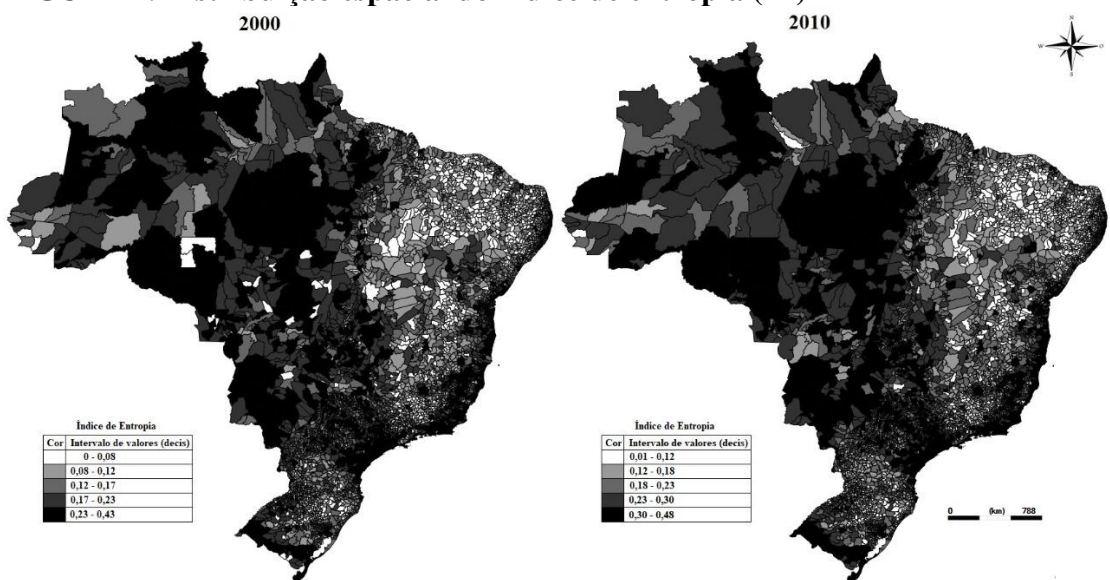 2000
2010
N
W
O
S
Índice de Entropia
Cor Intervalo de valores (decis)
0 - 0,08
0,08 - 0,12
0,12 - 0,17
0,17 - 0,23
0,23 - 0,43
Índice de Entropia
Cor Intervalo de valores (decis)
0,01 - 0,12
0,12 - 0,18
0,18 - 0,23
0,23 - 0,30
0,30 - 0,48
0 (km) 788